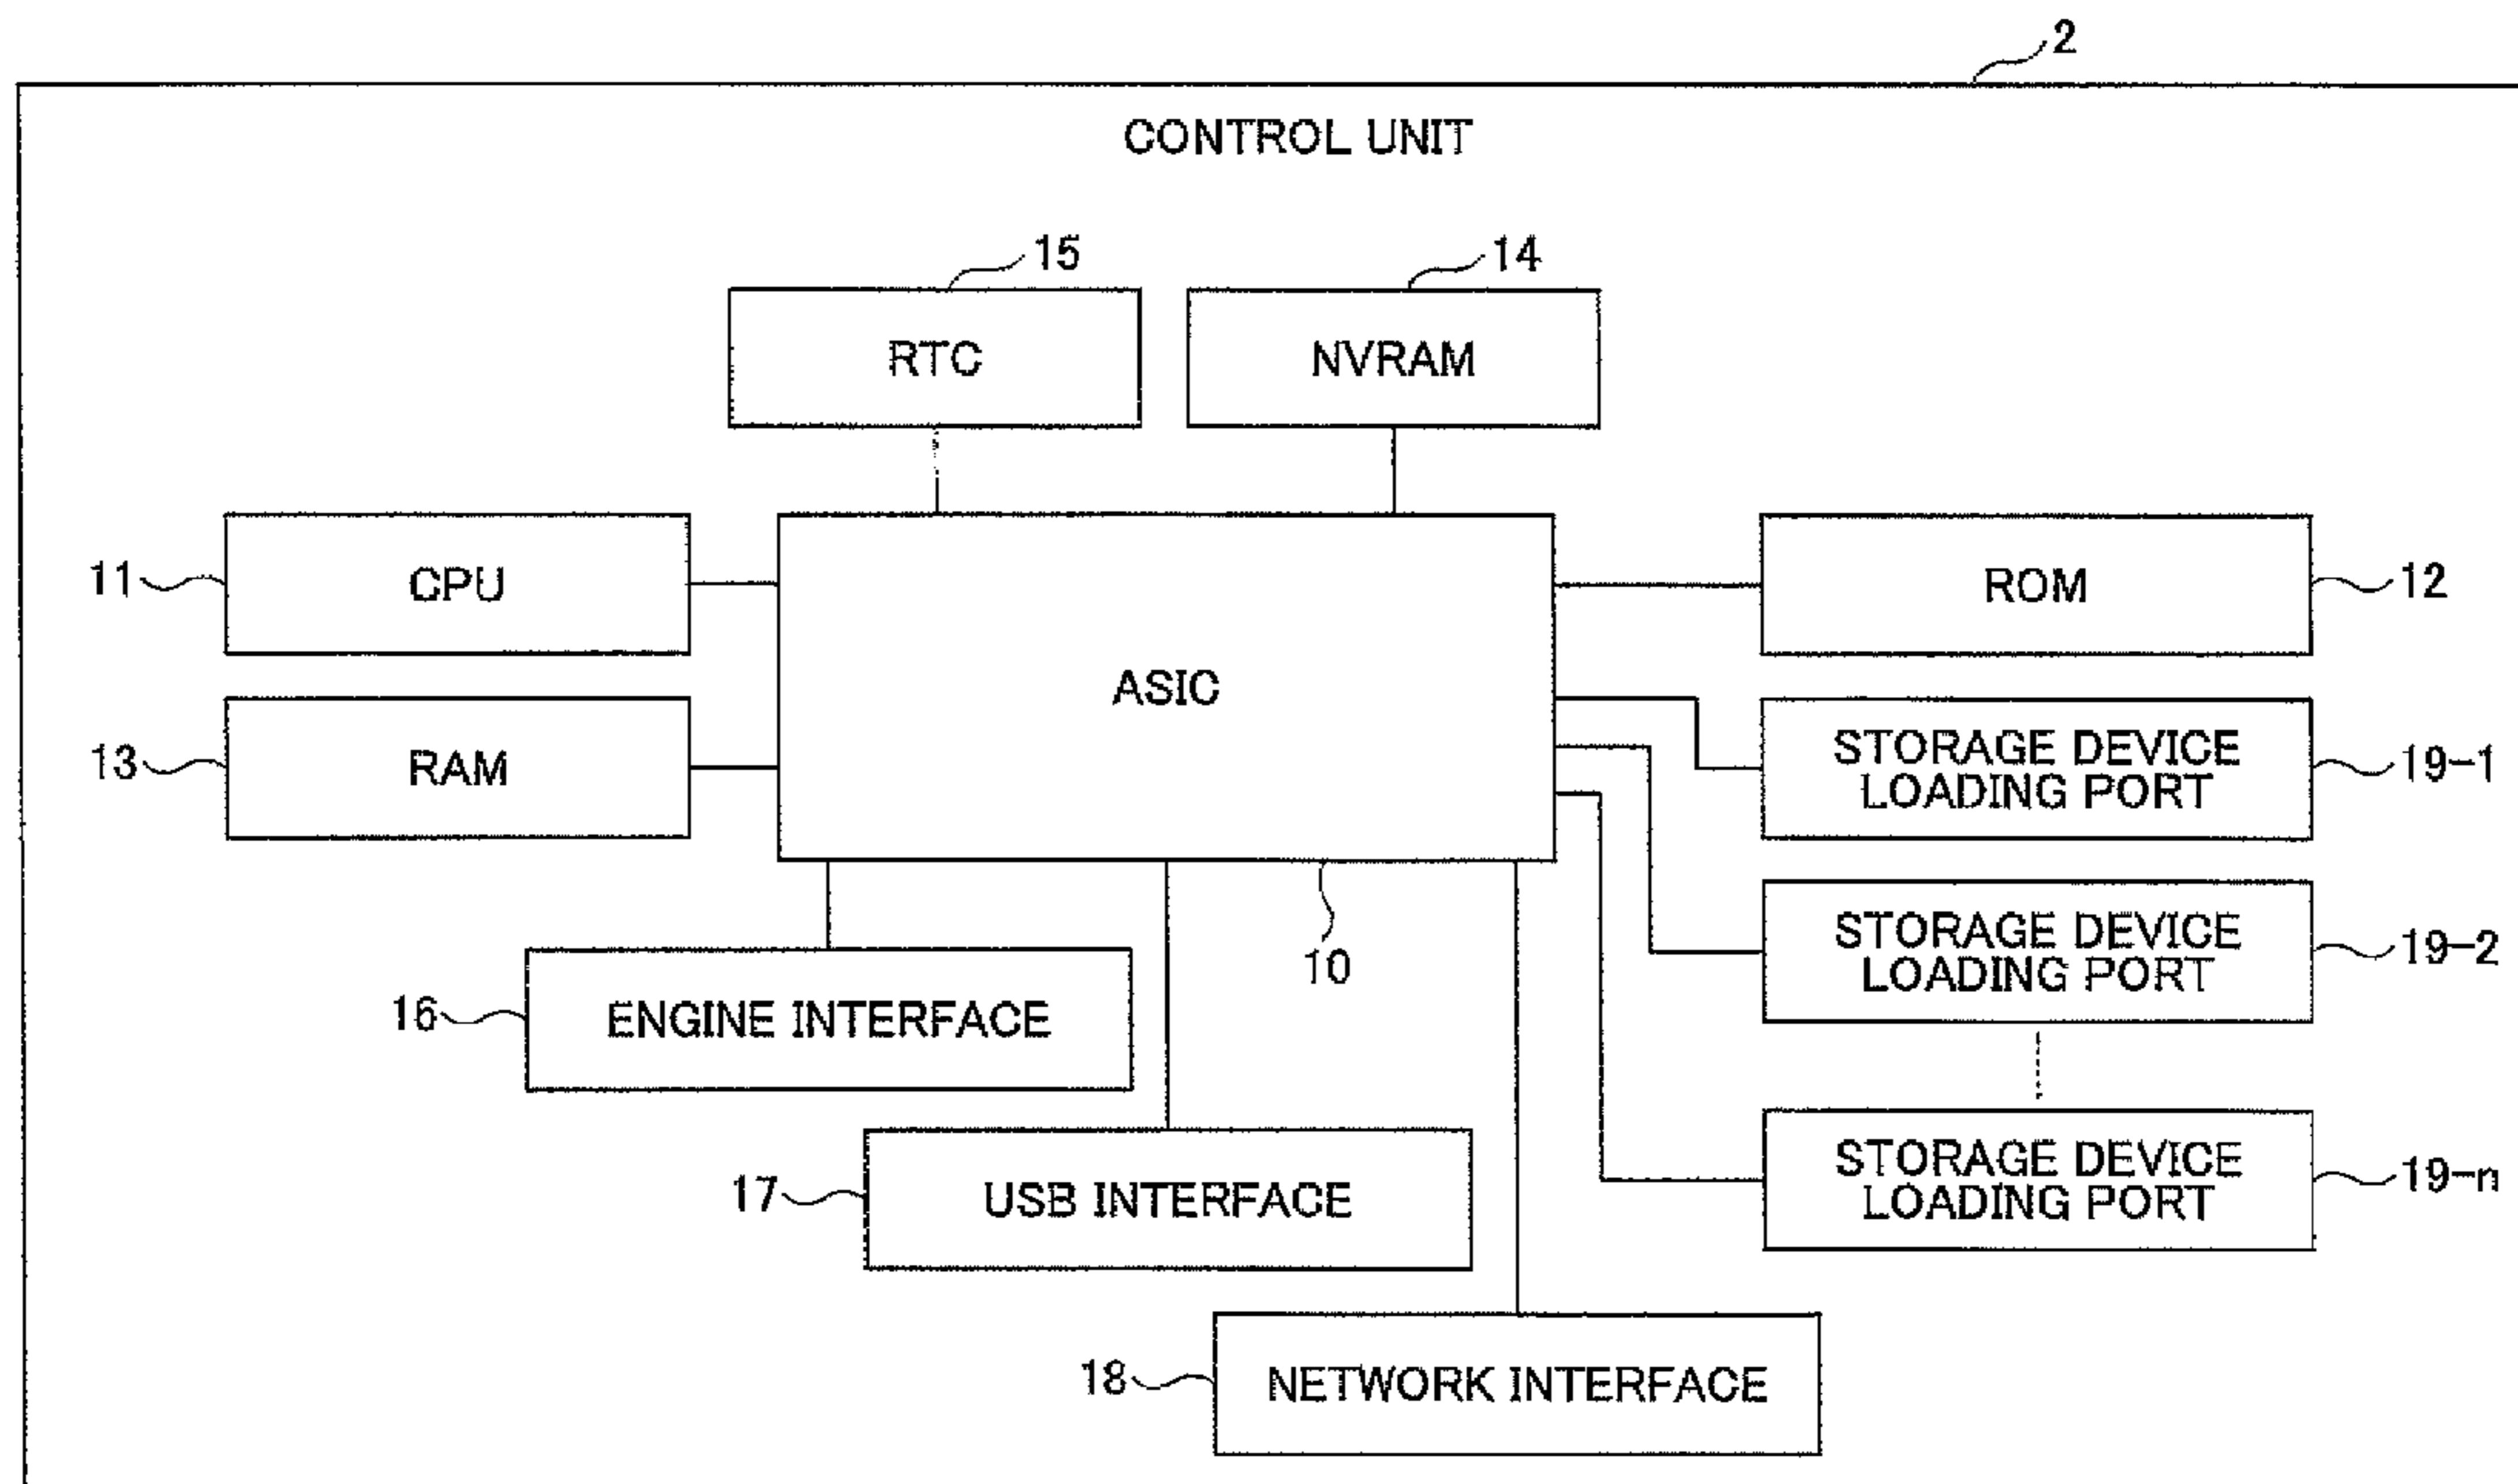 2
CONTROL UNIT
15
14
RTC
NVRAM
11
CPU
ROM
12
ASIC
13
RAM
STORAGE DEVICE
LOADING PORT
19-1
STORAGE DEVICE
LOADING PORT
19-2
10
16
ENGINE INTERFACE
STORAGE DEVICE
LOADING PORT
19-n
17
USB INTERFACE
18
NETWORK INTERFACE